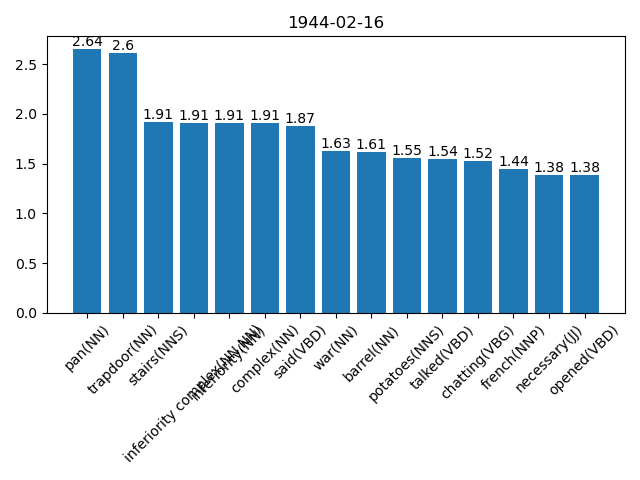 1944-02-16
2.64
2.6
1.91
1.91
1.91
1.91
1.87
1.63
1.61
1.55
1.54
1.52
1.44
1.38
1.38
2.5
2.0
1.5
1.0
0.5
0.0
pan(NN)
trapdoor(NN)
stairs(NNS)
inferiority complex(NN NN)
inferiority(NN)
complex(NN)
said(VBD)
war(NN)
barrel(NN)
potatoes(NNS)
talked(VBD)
chatting(VBG)
french(NNP)
necessary(JJ)
opened(VBD)